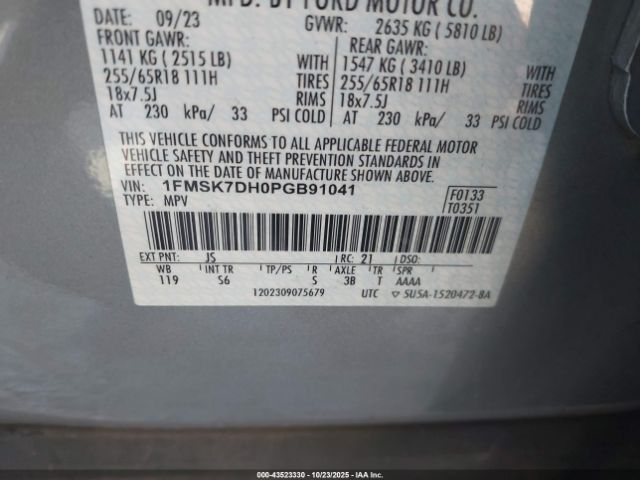 MFD. BY FORD MOTOR CO.
DATE: 09/23 GVWR: 2635 KG ( 5810 LB)
FRONT GAWR: REAR GAWR:
1141 KG ( 2515 LB) WITH 1547 KG ( 3410 LB) WITH
255/65R18 111H TIRES 255/65R18 111H TIRES
18x7.5J RIMS 18x7.5J RIMS
AT 230 kPa/ 33 PSI COLD AT 230 kPa/ 33 PSI COLD
THIS VEHICLE CONFORMS TO ALL APPLICABLE FEDERAL MOTOR
VEHICLE SAFETY AND THEFT PREVENTION STANDARDS IN
EFFECT ON THE DATE OF MANUFACTURE SHOWN ABOVE.
VIN: 1FMSK7DH0PGB91041 F0133
TYPE: MPV T0351
EXT PNT: JS RC: 21 DSO:
WB INT TR TP/PS R AXLE TR SPR
119 S6 S 3B T AAAA
1202309075679 UTC ▽ SU5A-1520472-BA
000-43523330 - 10/23/2025 - IAAI.COM